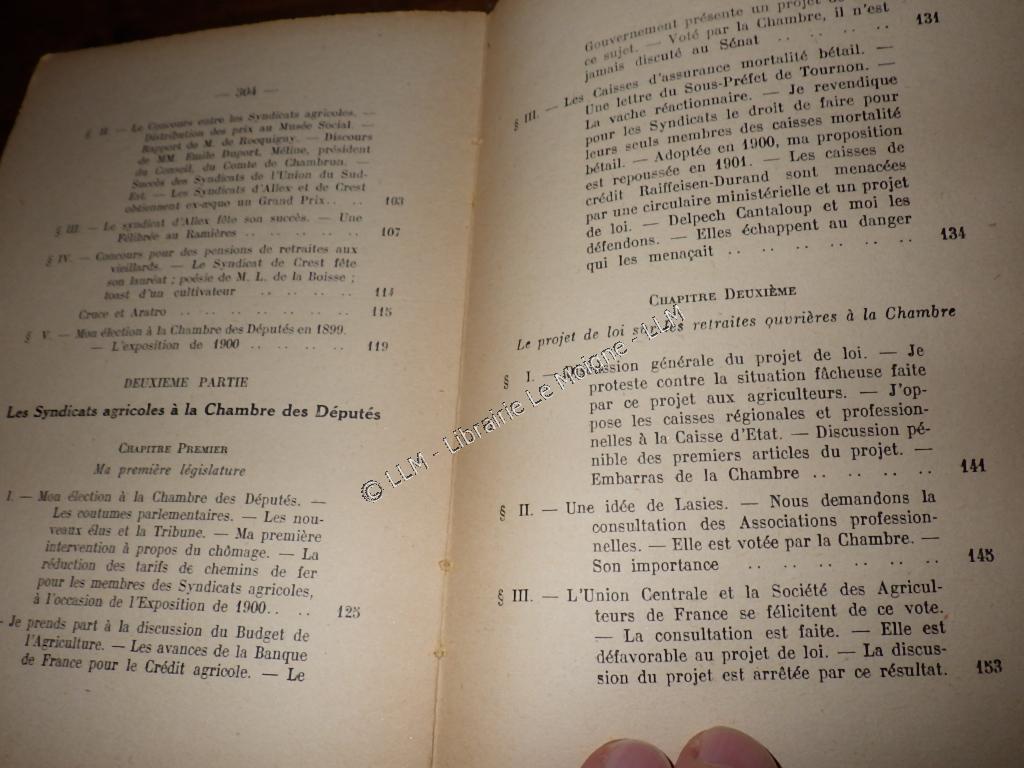 — 304 —
§ II. — Le Concours entre les Syndicats agricoles. —
Distribution des prix au Musée Social. —
Rapport de M. de Rocquigny. — Discours
de MM. Emile Duport, Méline, président
du Conseil, du Comte de Chambrun. —
Succès des Syndicats de l'Union du Sud-
Est. — Les Syndicats d'Allex et de Crest
obtiennent ex-æquo un Grand Prix.. .. 103
§ III. — Le syndicat d'Allex fête son succès. — Une
Félibrée au Ramières .. .. .. .. .. 107
§ IV. — Concours pour des pensions de retraites aux
vieillards. — Le Syndicat de Crest fête
son lauréat ; poésie de M. L. de la Boisse ;
toast d'un cultivateur .. .. .. .. 114
Cruce et Aratro .. .. .. .. .. .. .. 115
§ V. — Mon élection à la Chambre des Députés en 1899.
— L'exposition de 1900 .. .. .. .. 119
DEUXIEME PARTIE
Les Syndicats agricoles à la Chambre des Députés
CHAPITRE PREMIER
Ma première législature
I. — Mon élection à la Chambre des Députés. —
Les coutumes parlementaires. — Les nou-
veaux élus et la Tribune. — Ma première
intervention à propos du chômage. — La
réduction des tarifs de chemins de fer
pour les membres des Syndicats agricoles,
à l'occasion de l'Exposition de 1900.. .. 125
- Je prends part à la discussion du Budget de
l'Agriculture. — Les avances de la Banque
de France pour le Crédit agricole. — Le
Gouvernement présente un projet de
ce sujet. — Voté par la Chambre, il n'est
jamais discuté au Sénat .. .. .. .. 131
§ III. — Les Caisses d'assurance mortalité bétail. —
Une lettre du Sous-Préfet de Tournon. —
La vache réactionnaire. — Je revendique
pour les Syndicats le droit de faire pour
leurs seuls membres des caisses mortalité
bétail. — Adoptée en 1900, ma proposition
est repoussée en 1901. — Les caisses de
crédit Raiffeisen-Durand sont menacées
par une circulaire ministérielle et un projet
de loi. — Delpech Cantaloup et moi les
défendons. — Elles échappent au danger
qui les menaçait .. .. .. .. .. .. 134
CHAPITRE DEUXIÈME
Le projet de loi sur les retraites ouvrières à la Chambre
§ I. — Discussion générale du projet de loi. — Je
proteste contre la situation fâcheuse faite
par ce projet aux agriculteurs. — J'op-
pose les caisses régionales et profession-
nelles à la Caisse d'Etat. — Discussion pé-
nible des premiers articles du projet. —
Embarras de la Chambre .. .. .. .. 141
§ II. — Une idée de Lasies. — Nous demandons la
consultation des Associations profession-
nelles. — Elle est votée par la Chambre. —
Son importance .. .. .. .. .. .. 145
§ III. — L'Union Centrale et la Société des Agricul-
teurs de France se félicitent de ce vote.
— La consultation est faite. — Elle est
défavorable au projet de loi. — La discus-
sion du projet est arrêtée par ce résultat. 153
© LLM - Librairie Le Moigne - LLM